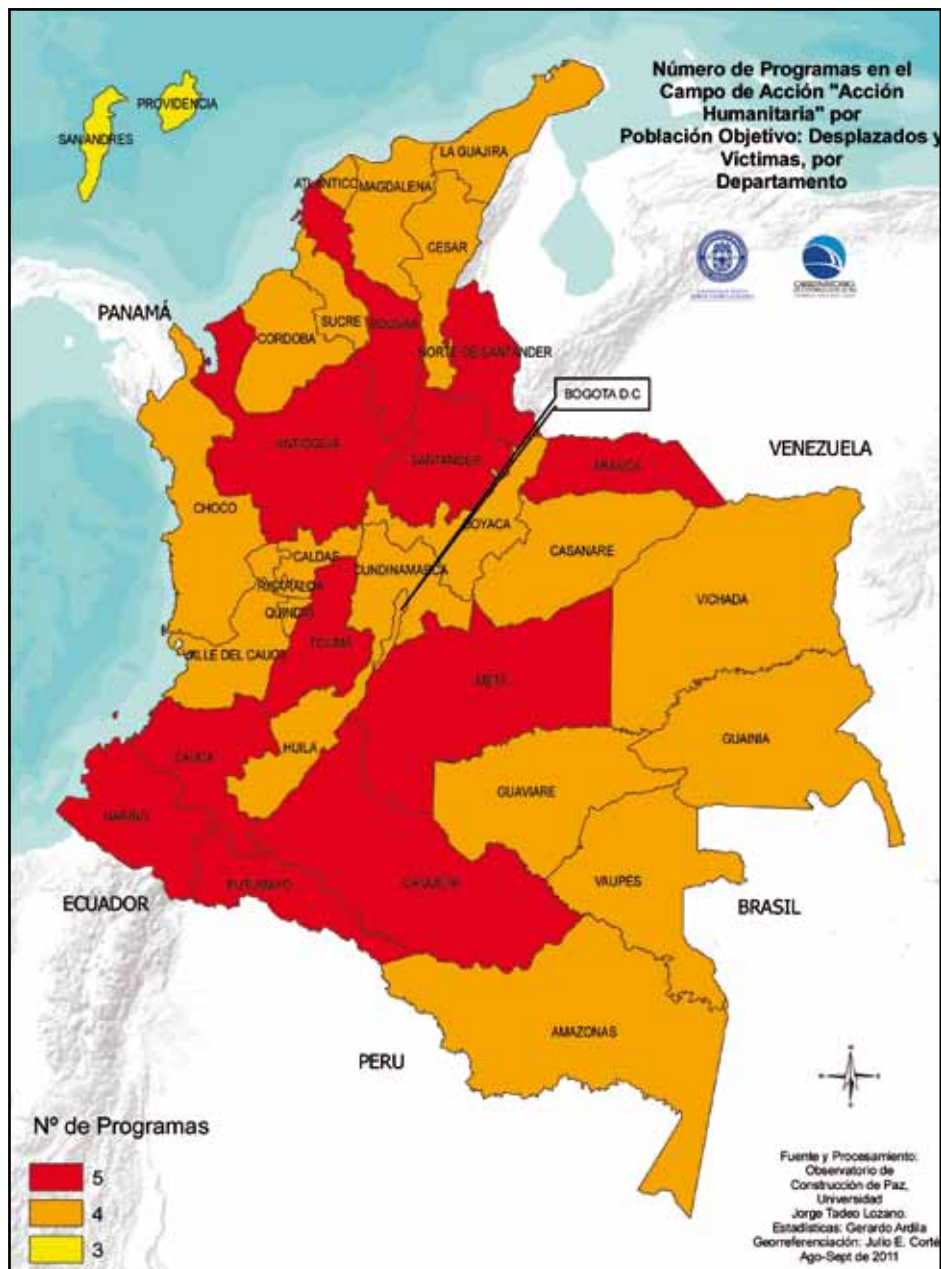 Número de Programas en el
Campo de Acción "Acción
Humanitaria" por
Población Objetivo: Desplazados y
Victimas, por
Departamento
PROVIDENCIA
SAN ANDRES
LA GUAJIRA
ATLANTICO
MAGDALENA
CESAR
PANAMÁ
SUCRE
BOLIVAR
CORDOBA
NORTE DE SANTANDER
BOGOTA D.C
VENEZUELA
ANTIOQUIA
SANTANDER
ARAUCA
CHOCO
BOYACA
CALDAS
CUNDINAMARCA
CASANARE
RISARALDA
VICHADA
QUINDIO
TOLIMA
VALLE DEL CAUCA
META
GUAINIA
CAUCA
HUILA
GUAVIARE
NARIÑO
PUTUMAYO
CAQUETA
VAUPES
ECUADOR
BRASIL
AMAZONAS
PERU
Nº de Programas
5
4
3
Fuente y Procesamiento:
Observatorio de
Construcción de Paz,
Universidad
Jorge Tadeo Lozano.
Estadísticas: Gerardo Ardila
Georreferenciación: Julio E. Corté
Ago-Sept de 2011